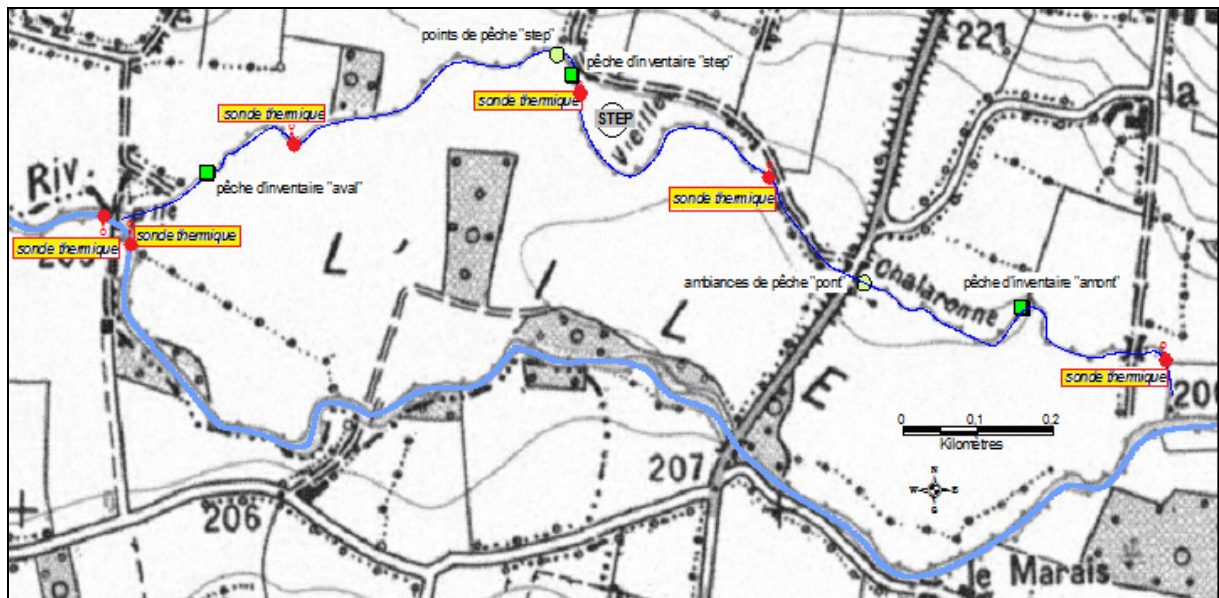 221
points de pêche "step"
pêche d'inventaire "step"
sonde thermique
sonde thermique
STEP
Vieille
la
Riv.
pêche d'inventaire "aval"
sonde thermique
sonde thermique
sonde thermique
L'
I
L
E
ambiances de pêche "pont"
Chalaronne
pêche d'inventaire "amont"
sonde thermique
0 0,1 0,2
Kilomètres
N
W E
S
207
206
le Marais